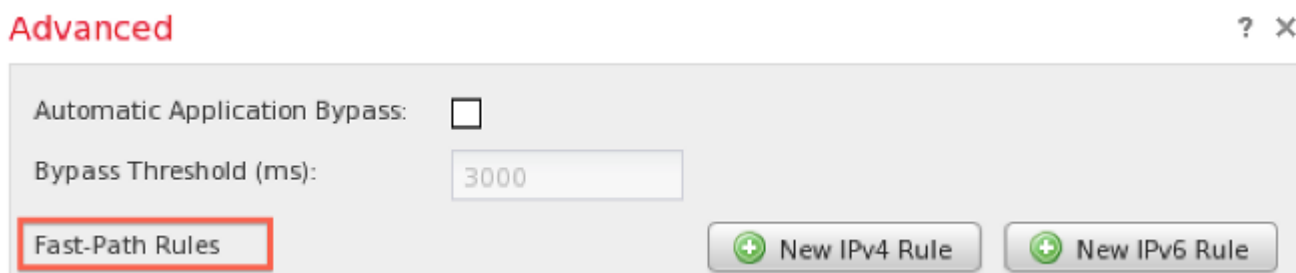 Advanced ? ×
Automatic Application Bypass:
Bypass Threshold (ms): 3000
Fast-Path Rules New IPv4 Rule New IPv6 Rule